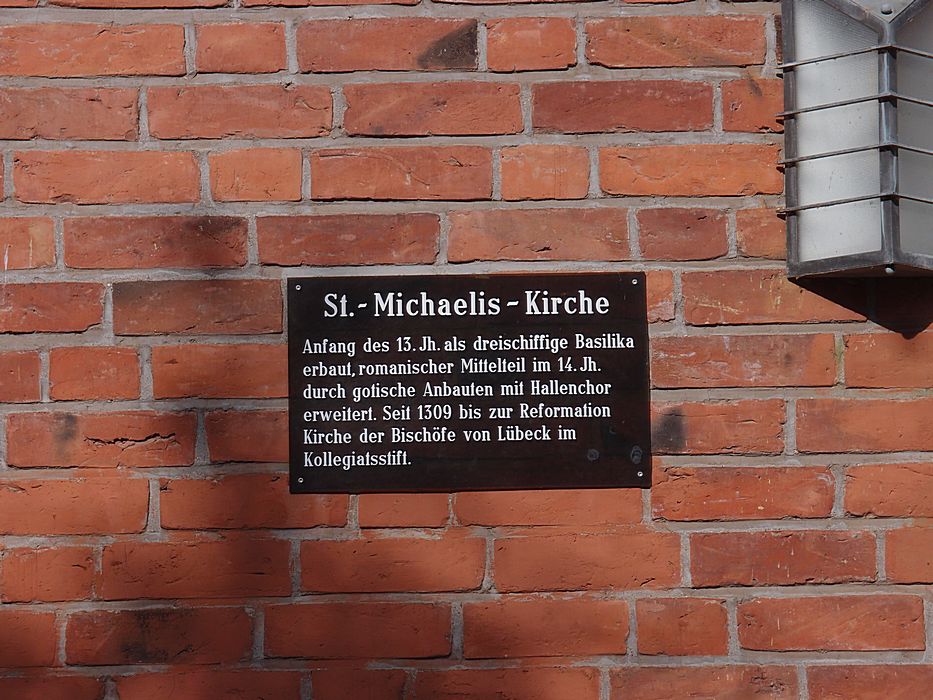 St.-Michaelis-Kirche
Anfang des 13. Jh. als dreischiffige Basilika
erbaut, romanischer Mittelteil im 14. Jh.
durch gotische Anbauten mit Hallenchor
erweitert. Seit 1309 bis zur Reformation
Kirche der Bischöfe von Lübeck im
Kollegiatsstift.